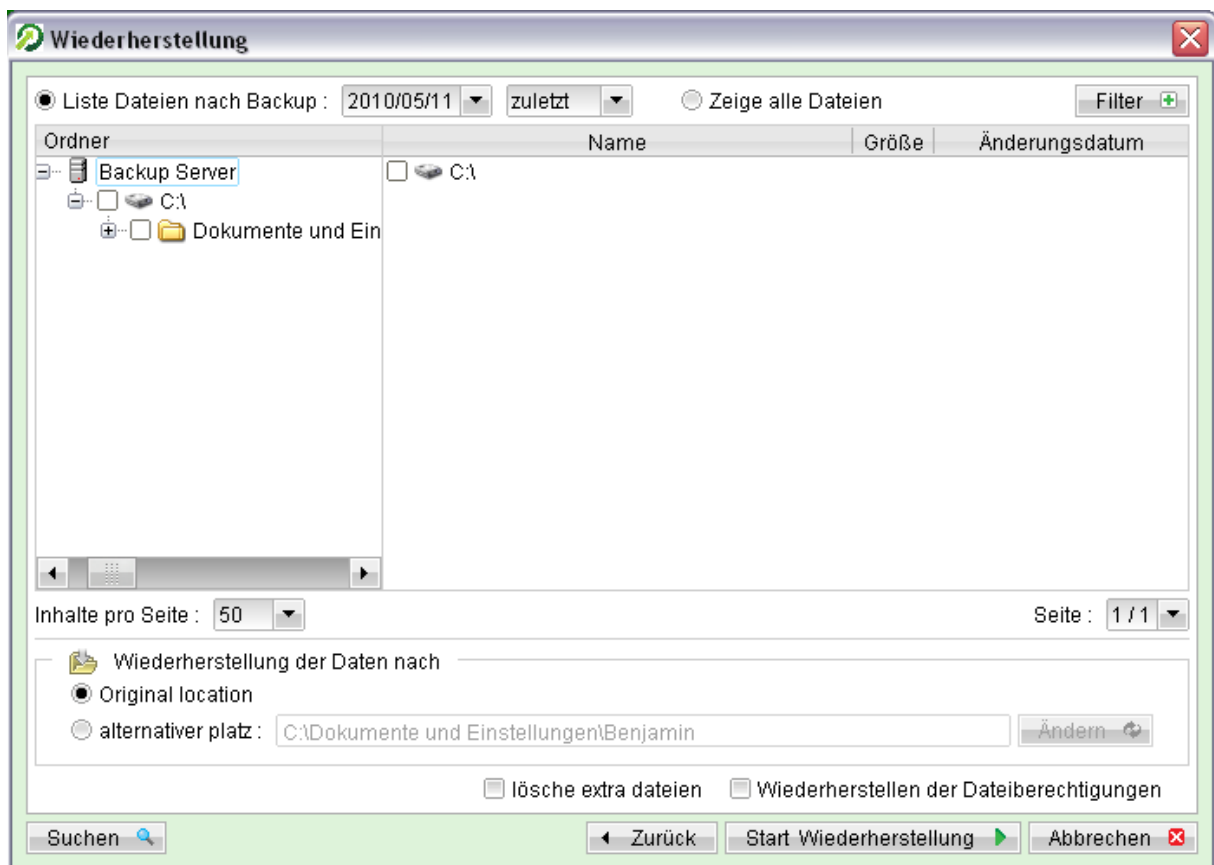 Wiederherstellung
Liste Dateien nach Backup : 2010/05/11 zuletzt Zeige alle Dateien Filter
Ordner Name Größe Änderungsdatum
Backup Server C:\
C:\
Dokumente und Ein
Inhalte pro Seite : 50 Seite : 1 / 1
Wiederherstellung der Daten nach
Original location
alternativer platz : C:\Dokumente und Einstellungen\Benjamin Ändern
lösche extra dateien Wiederherstellen der Dateiberechtigungen
Suchen Zurück Start Wiederherstellung Abbrechen